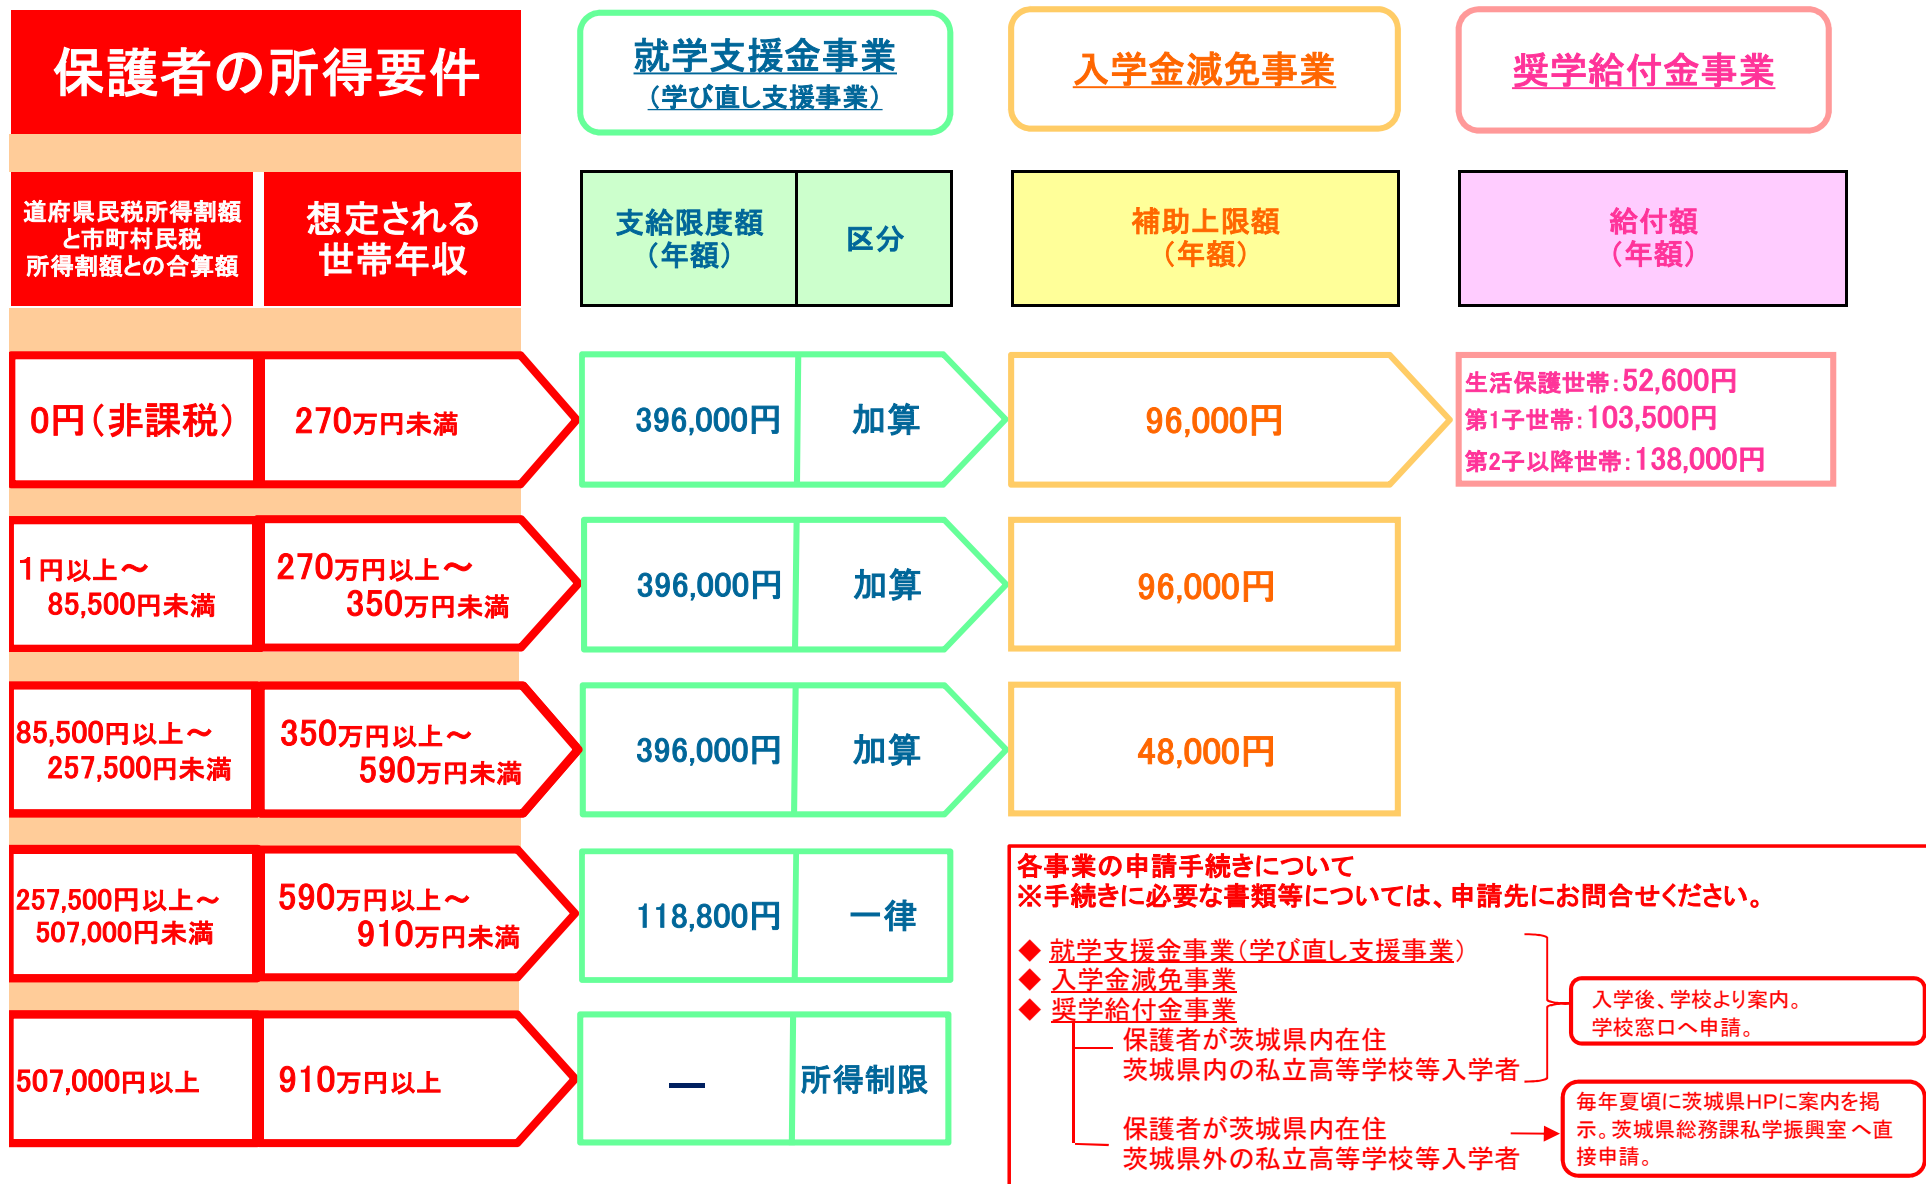 保護者の所得要件
就学支援金事業
（学び直し支援事業）
入学金減免事業
奨学給付金事業
道府県民税所得割額
と市町村民税
所得割額との合算額
想定される
世帯年収
支給限度額
（年額）
区分
補助上限額
（年額）
給付額
（年額）
0円（非課税）
270万円未満
396,000円
加算
96,000円
生活保護世帯：52,600円
第1子世帯：103,500円
第2子以降世帯：138,000円
1円以上～
85,500円未満
270万円以上～
350万円未満
396,000円
加算
96,000円
85,500円以上～
257,500円未満
350万円以上～
590万円未満
396,000円
加算
48,000円
257,500円以上～
507,000円未満
590万円以上～
910万円未満
118,800円
一律
507,000円以上
910万円以上
―
所得制限
各事業の申請手続きについて
※手続きに必要な書類等については、申請先にお問合せください。
◆ 就学支援金事業（学び直し支援事業）
◆ 入学金減免事業
◆ 奨学給付金事業
保護者が茨城県内在住
茨城県内の私立高等学校等入学者
入学後、学校より案内。
学校窓口へ申請。
保護者が茨城県内在住
茨城県外の私立高等学校等入学者
毎年夏頃に茨城県HPに案内を掲
示。茨城県総務課私学振興室へ直
接申請。